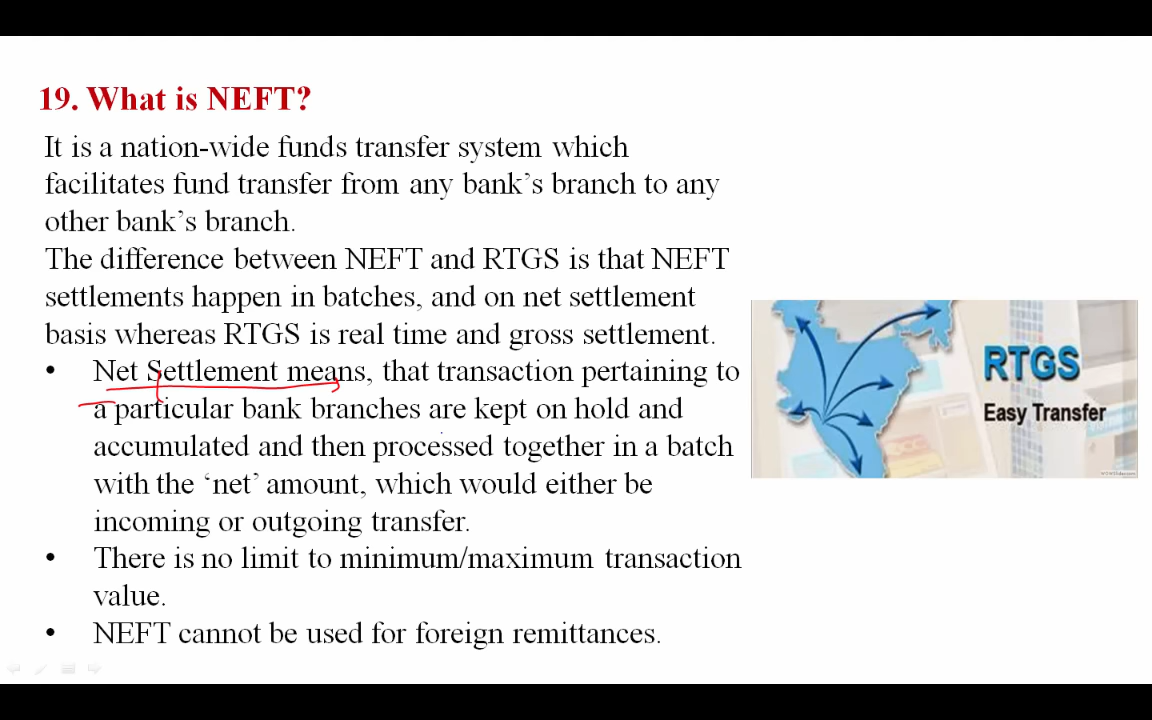 19. What is NEFT?
It is a nation-wide funds transfer system which
facilitates fund transfer from any bank’s branch to any
other bank’s branch.
The difference between NEFT and RTGS is that NEFT
settlements happen in batches, and on net settlement
basis whereas RTGS is real time and gross settlement.
• Net Settlement means, that transaction pertaining to
a particular bank branches are kept on hold and
accumulated and then processed together in a batch
with the ‘net’ amount, which would either be
incoming or outgoing transfer.
• There is no limit to minimum/maximum transaction
value.
• NEFT cannot be used for foreign remittances.
RTGS
Easy Transfer